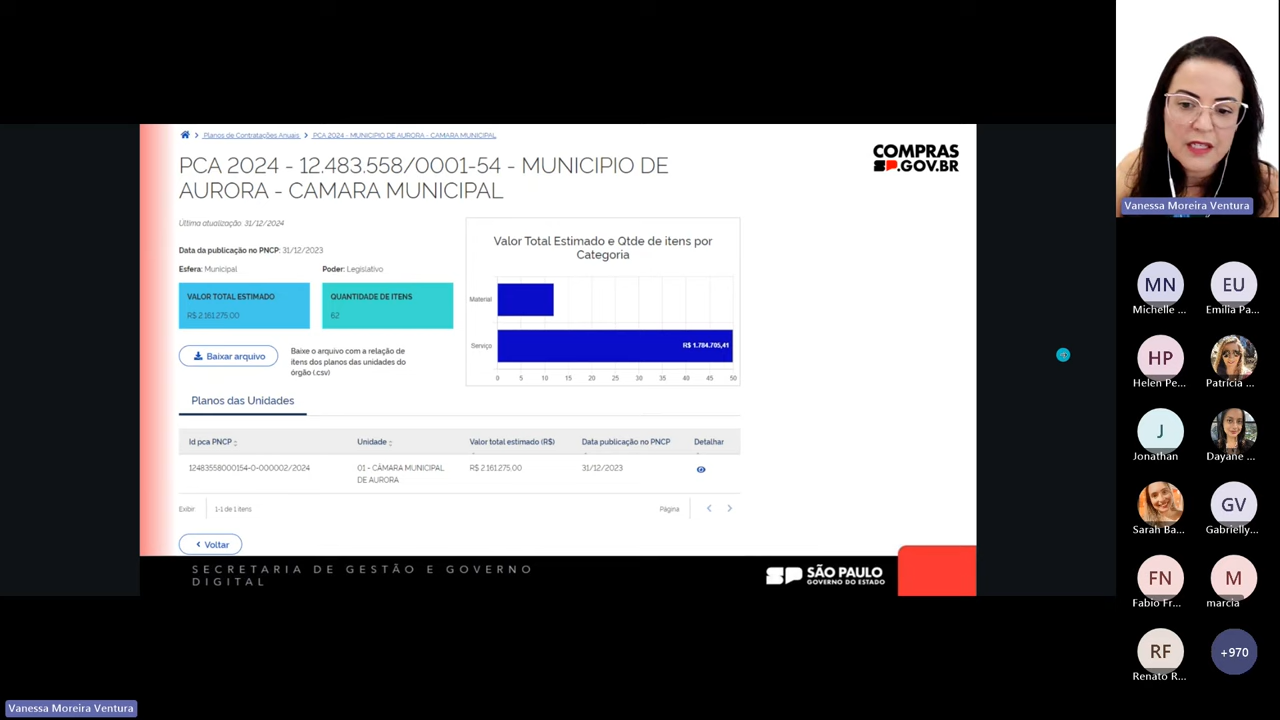 Planos de Contratações Anuais
PCA 2024 - MUNICIPIO DE AURORA - CAMARA MUNICIPAL
PCA 2024 - 12.483.558/0001-54 - MUNICIPIO DE
AURORA - CAMARA MUNICIPAL
COMPRAS
SP.GOV.BR
Última atualização: 31/12/2024
Data da publicação no PNCP: 31/12/2023
Esfera: Municipal
Poder: Legislativo
VALOR TOTAL ESTIMADO
R$ 2.161.275,00
QUANTIDADE DE ITENS
62
Baixar arquivo
Baixe o arquivo com a relação de
itens dos planos das unidades do
órgão (.csv)
Valor Total Estimado e Qtde de itens por
Categoria
Material
Serviço
R$ 1.784.705,41
0 5 10 15 20 25 30 35 40 45 50
Planos das Unidades
Id pca PNCP
Unidade
Valor total estimado (R$)
Data publicação no PNCP
Detalhar
12483558000154-0-000002/2024
01 - CÂMARA MUNICIPAL
DE AURORA
R$ 2.161.275,00
31/12/2023
Exibir
1-1 de 1 itens
Página
Voltar
SECRETARIA DE GESTÃO E GOVERNO
DIGITAL
SP
SÃO PAULO
GOVERNO DO ESTADO
Vanessa Moreira Ventura
MN
Michelle ...
EU
Emília Pa...
HP
Helen Pe...
Patrícia ...
J
Jonathan
Dayane ...
Sarah Ba...
GV
Gabrielly...
FN
Fabio Fr...
M
marcia
RF
Renato R...
+970
Vanessa Moreira Ventura